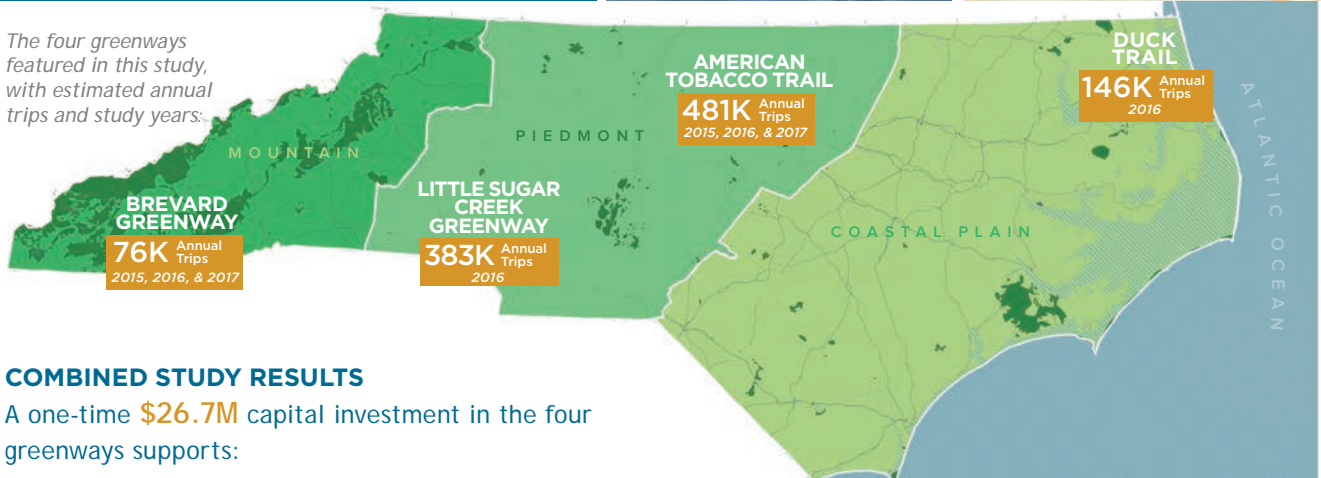 The four greenways
featured in this study,
with estimated annual
trips and study years:
MOUNTAIN
BREVARD
GREENWAY
76K Annual Trips
2015, 2016, & 2017
PIEDMONT
LITTLE SUGAR
CREEK
GREENWAY
383K Annual Trips
2016
AMERICAN
TOBACCO TRAIL
481K Annual Trips
2015, 2016, & 2017
COASTAL PLAIN
DUCK
TRAIL
146K Annual Trips
2016
ATLANTIC OCEAN
COMBINED STUDY RESULTS
A one-time $26.7M capital investment in the four
greenways supports: